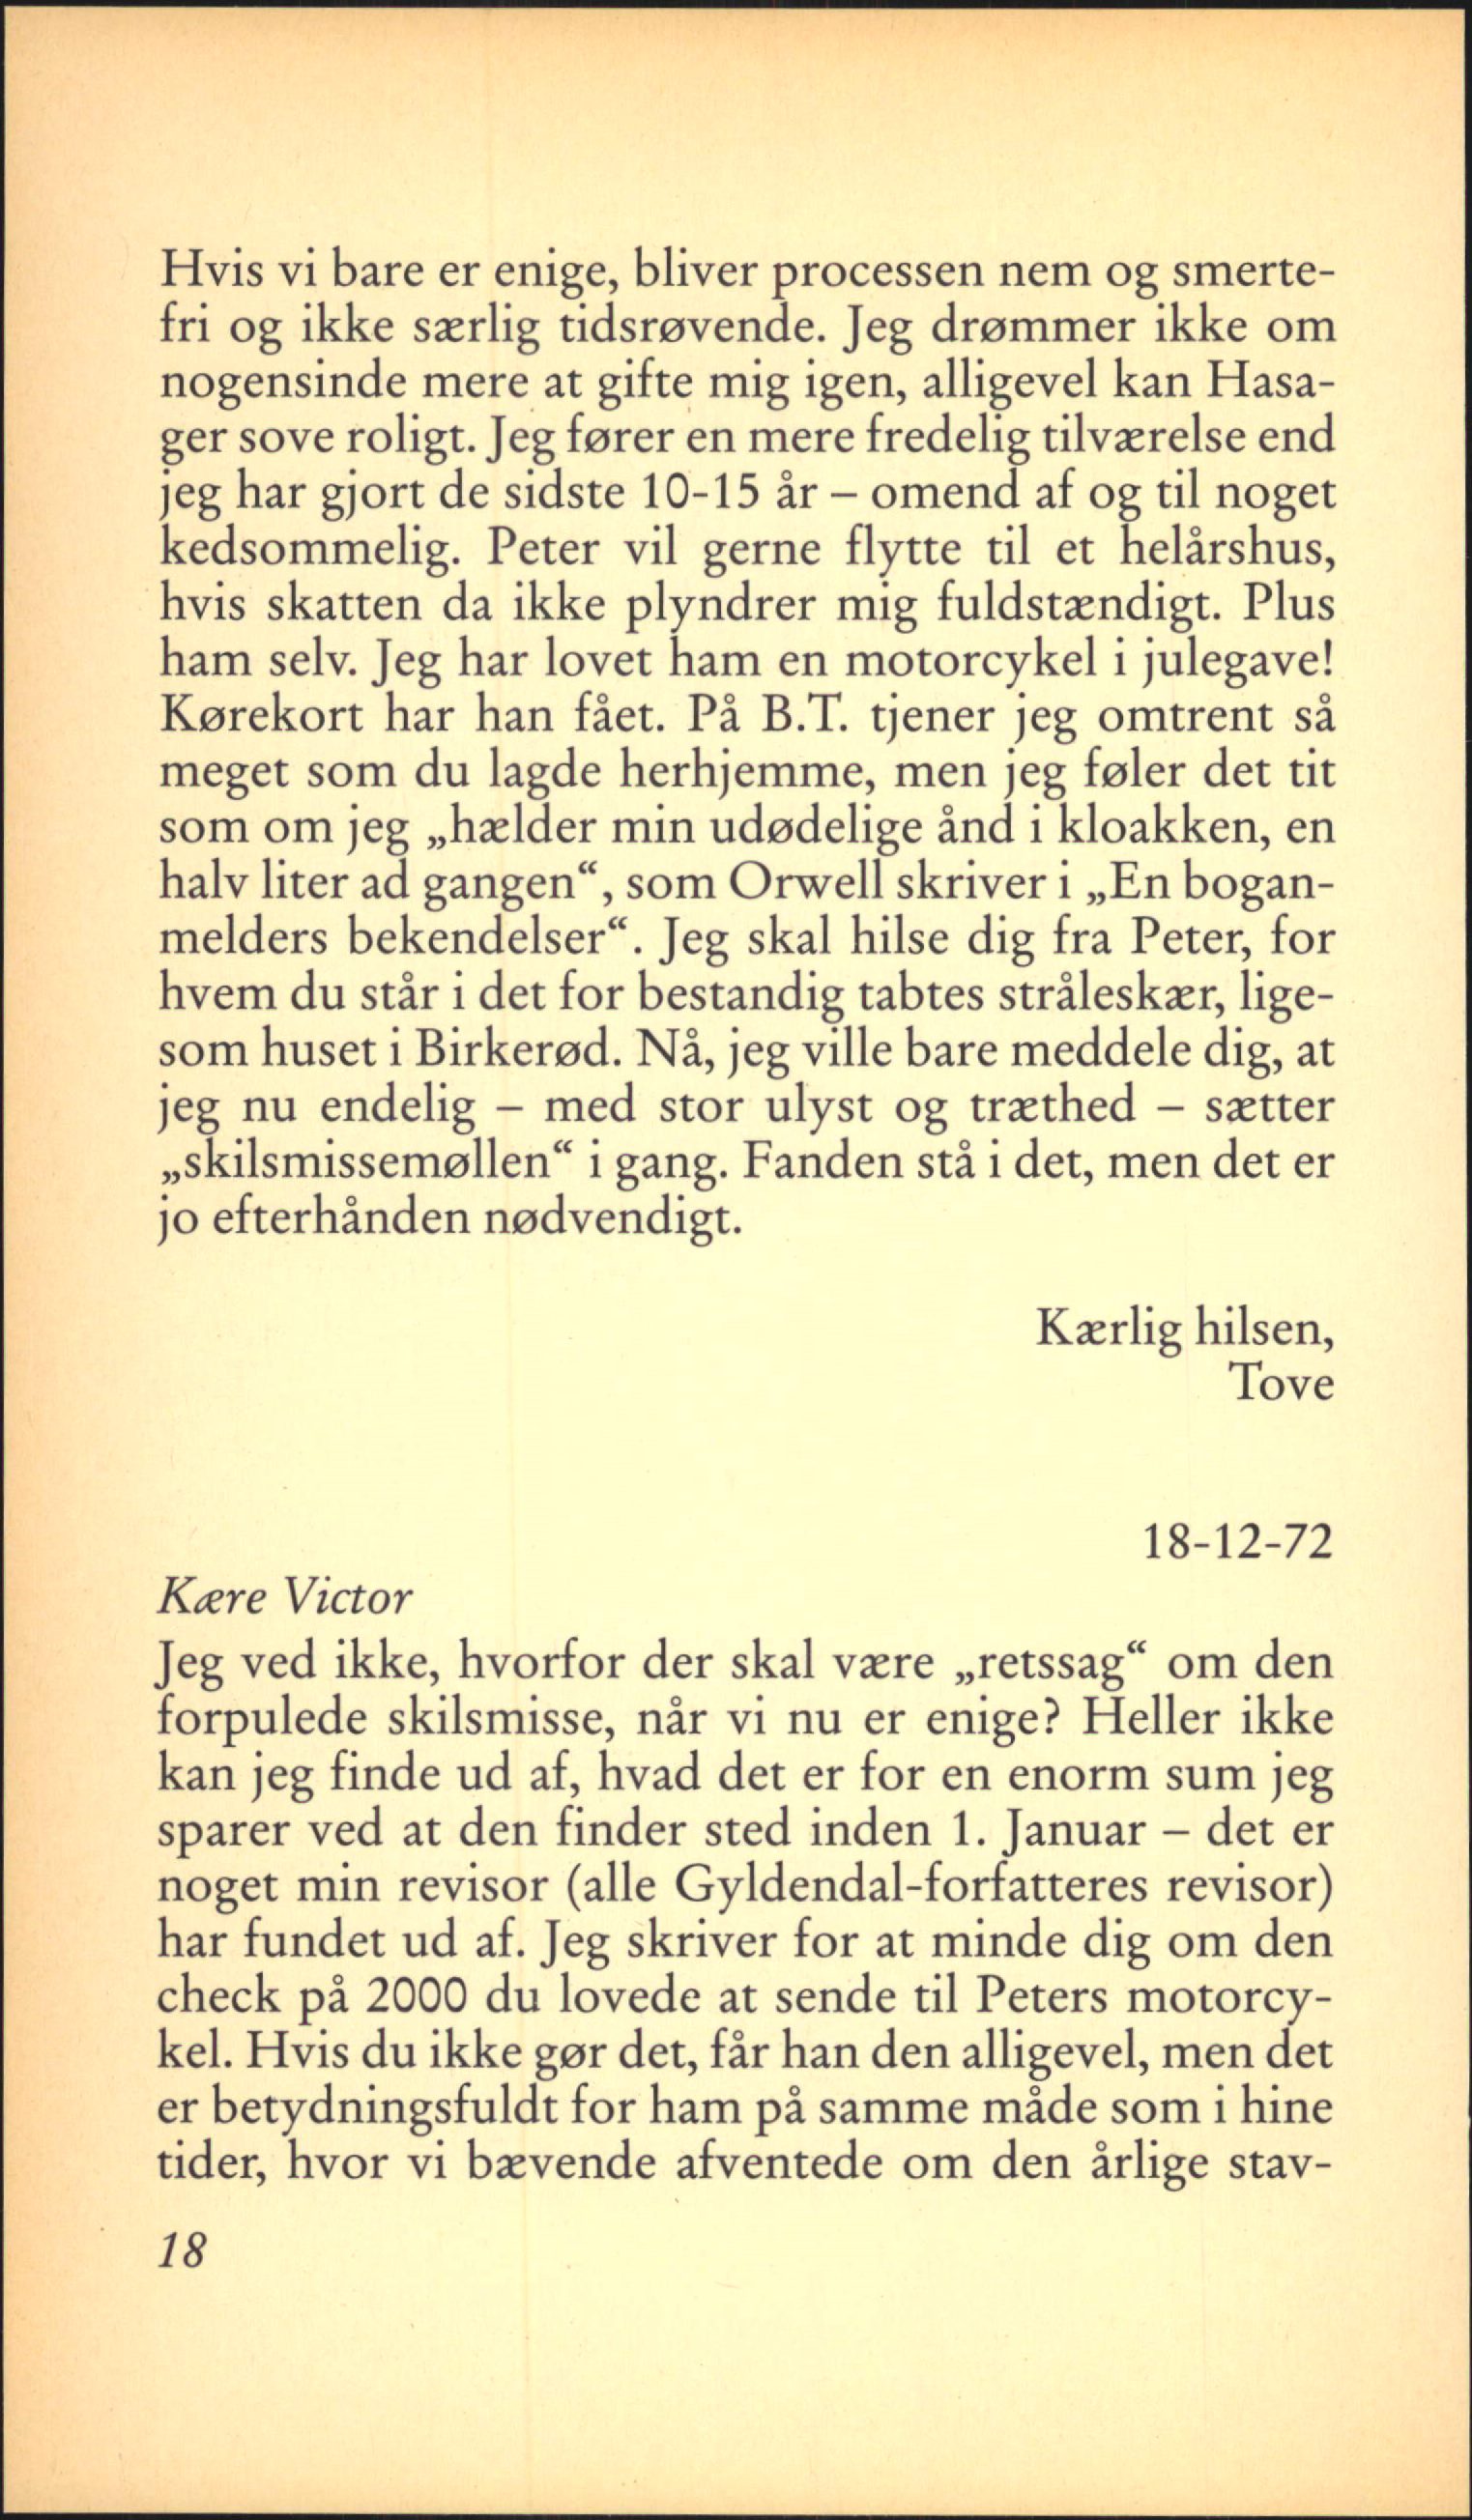 Hvis vi bare er enige, bliver processen nem og smerte-
fri og ikke særlig tidsrøvende. Jeg drømmer ikke om
nogensinde mere at gifte mig igen, alligevel kan Hasa-
ger sove roligt. Jeg fører en mere fredelig tilværelse end
jeg har gjort de sidste 10-15 år – omend af og til noget
kedsommelig. Peter vil gerne flytte til et helårshus,
hvis skatten da ikke plyndrer mig fuldstændigt. Plus
ham selv. Jeg har lovet ham en motorcykel i julegave!
Kørekort har han fået. På B.T. tjener jeg omtrent så
meget som du lagde herhjemme, men jeg føler det tit
som om jeg „hælder min udødelige ånd i kloakken, en
halv liter ad gangen“, som Orwell skriver i „En bogan-
melders bekendelser“. Jeg skal hilse dig fra Peter, for
hvem du står i det for bestandig tabtes stråleskær, lige-
som huset i Birkerød. Nå, jeg ville bare meddele dig, at
jeg nu endelig – med stor ulyst og træthed – sætter
„skilsmissemøllen“ i gang. Fanden stå i det, men det er
jo efterhånden nødvendigt.
Kærlig hilsen,
Tove
18-12-72
Kære Victor
Jeg ved ikke, hvorfor der skal være „retssag“ om den
forpulede skilsmisse, når vi nu er enige? Heller ikke
kan jeg finde ud af, hvad det er for en enorm sum jeg
sparer ved at den finder sted inden 1. Januar – det er
noget min revisor (alle Gyldendal-forfatteres revisor)
har fundet ud af. Jeg skriver for at minde dig om den
check på 2000 du lovede at sende til Peters motorcy-
kel. Hvis du ikke gør det, får han den alligevel, men det
er betydningsfuldt for ham på samme måde som i hine
tider, hvor vi bævende afventede om den årlige stav-
18